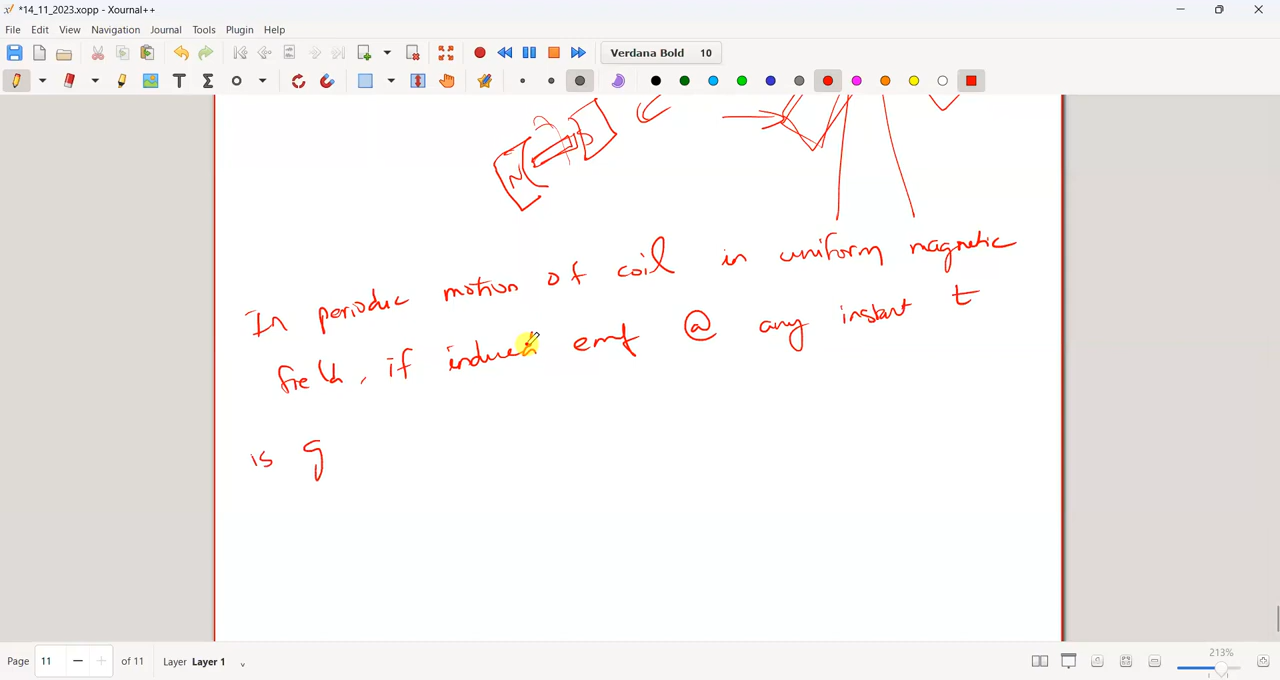 *14_11_2023.xopp - Xournal++
File Edit View Navigation Journal Tools Plugin Help
Verdana Bold 10
N
In periodic motion of coil in uniform magnetic
field, if induced emf @ any instant t
is g
Page 11 of 11 Layer Layer 1
213%